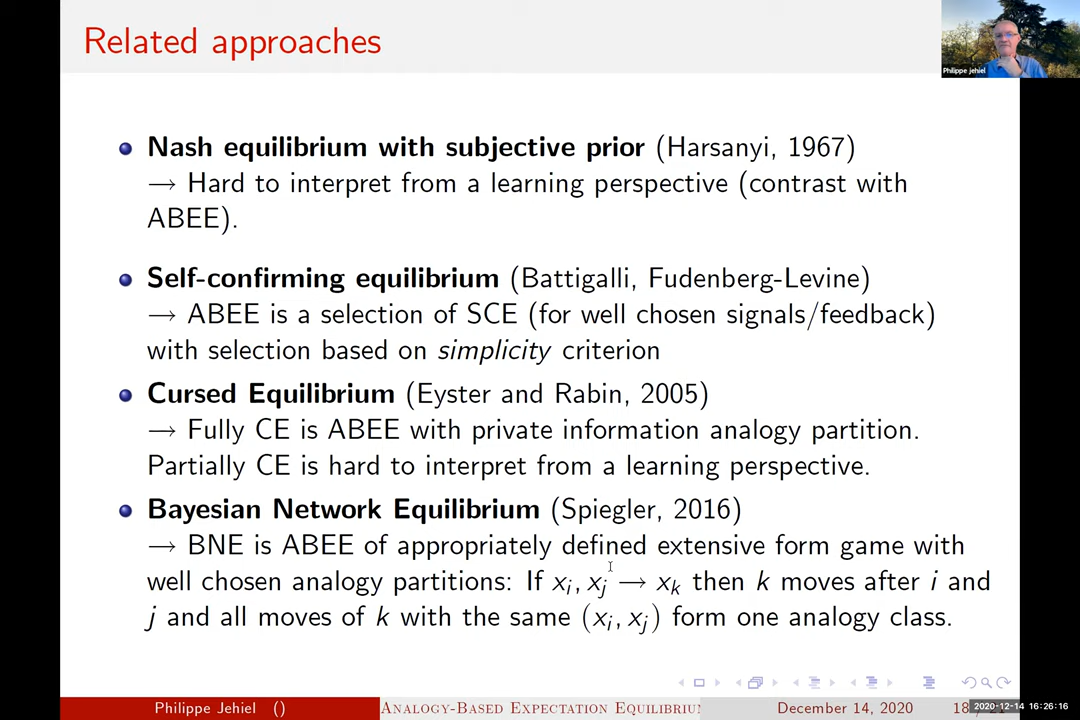 Related approaches
Philippe jehiel
Nash equilibrium with subjective prior (Harsanyi, 1967)
→ Hard to interpret from a learning perspective (contrast with
ABEE).
Self-confirming equilibrium (Battigalli, Fudenberg-Levine)
→ ABEE is a selection of SCE (for well chosen signals/feedback)
with selection based on simplicity criterion
Cursed Equilibrium (Eyster and Rabin, 2005)
→ Fully CE is ABEE with private information analogy partition.
Partially CE is hard to interpret from a learning perspective.
Bayesian Network Equilibrium (Spiegler, 2016)
→ BNE is ABEE of appropriately defined extensive form game with
well chosen analogy partitions: If xᵢ, xⱼ → xₖ then k moves after i and
j and all moves of k with the same (xᵢ, xⱼ) form one analogy class.
Philippe Jehiel () Analogy-Based Expectation December 14, 2020 18
2020-12-14 16:26:16